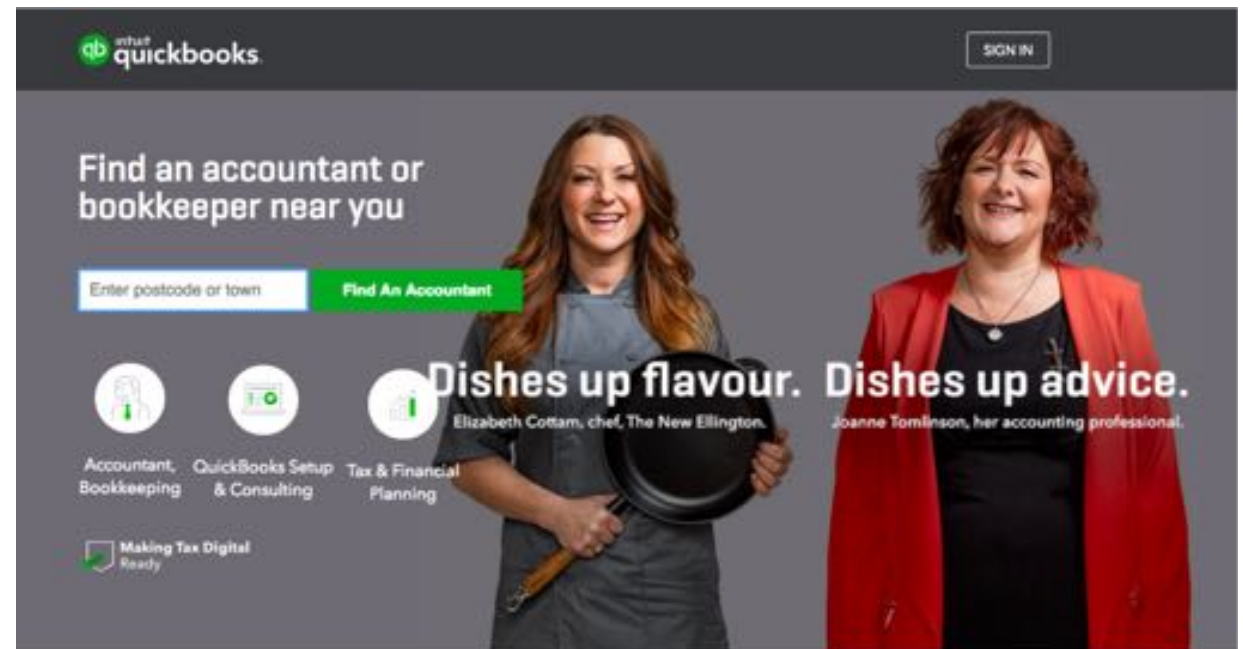 qb intuit
quickbooks.
SIGN IN
Find an accountant or
bookkeeper near you
Enter postcode or town
Find An Accountant
Dishes up flavour.
Elizabeth Cottam, chef, The New Ellington.
Dishes up advice.
Joanne Tomlinson, her accounting professional.
Accountant,
Bookkeeping
QuickBooks Setup
& Consulting
Tax & Financial
Planning
Making Tax Digital
Ready